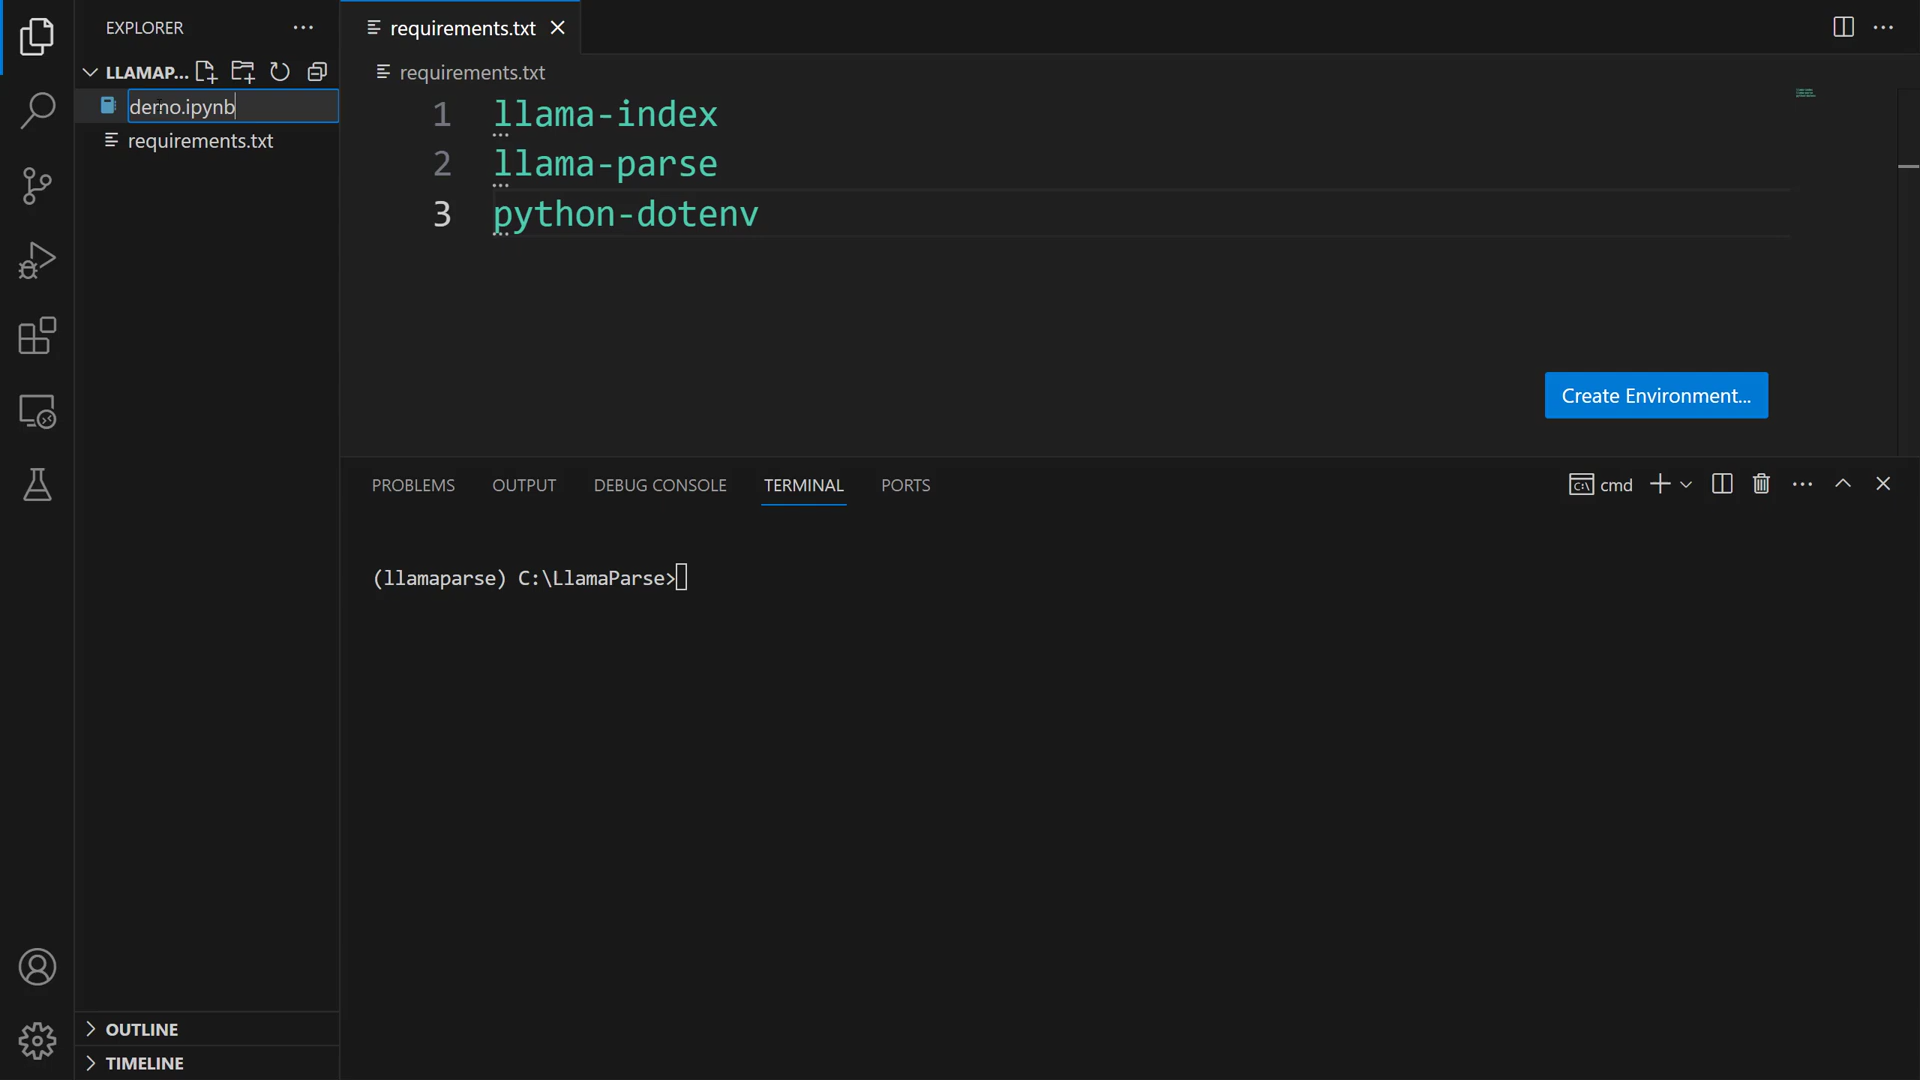 EXPLORER
LLAMAP...
demo.ipynb
requirements.txt
OUTLINE
TIMELINE
requirements.txt
requirements.txt
1 llama-index
2 llama-parse
3 python-dotenv
Create Environment...
PROBLEMS OUTPUT DEBUG CONSOLE TERMINAL PORTS
cmd
(llamaparse) C:\LlamaParse>